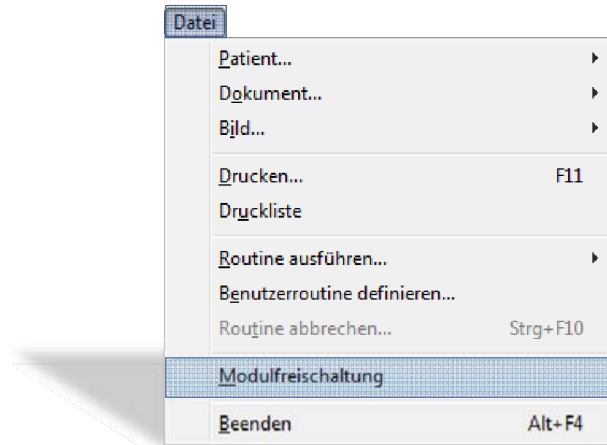 Datei
Patient...
Dokument...
Bild...
Drucken... F11
Druckliste
Routine ausführen...
Benutzerroutine definieren...
Routine abbrechen... Strg+F10
Modulfreischaltung
Beenden Alt+F4